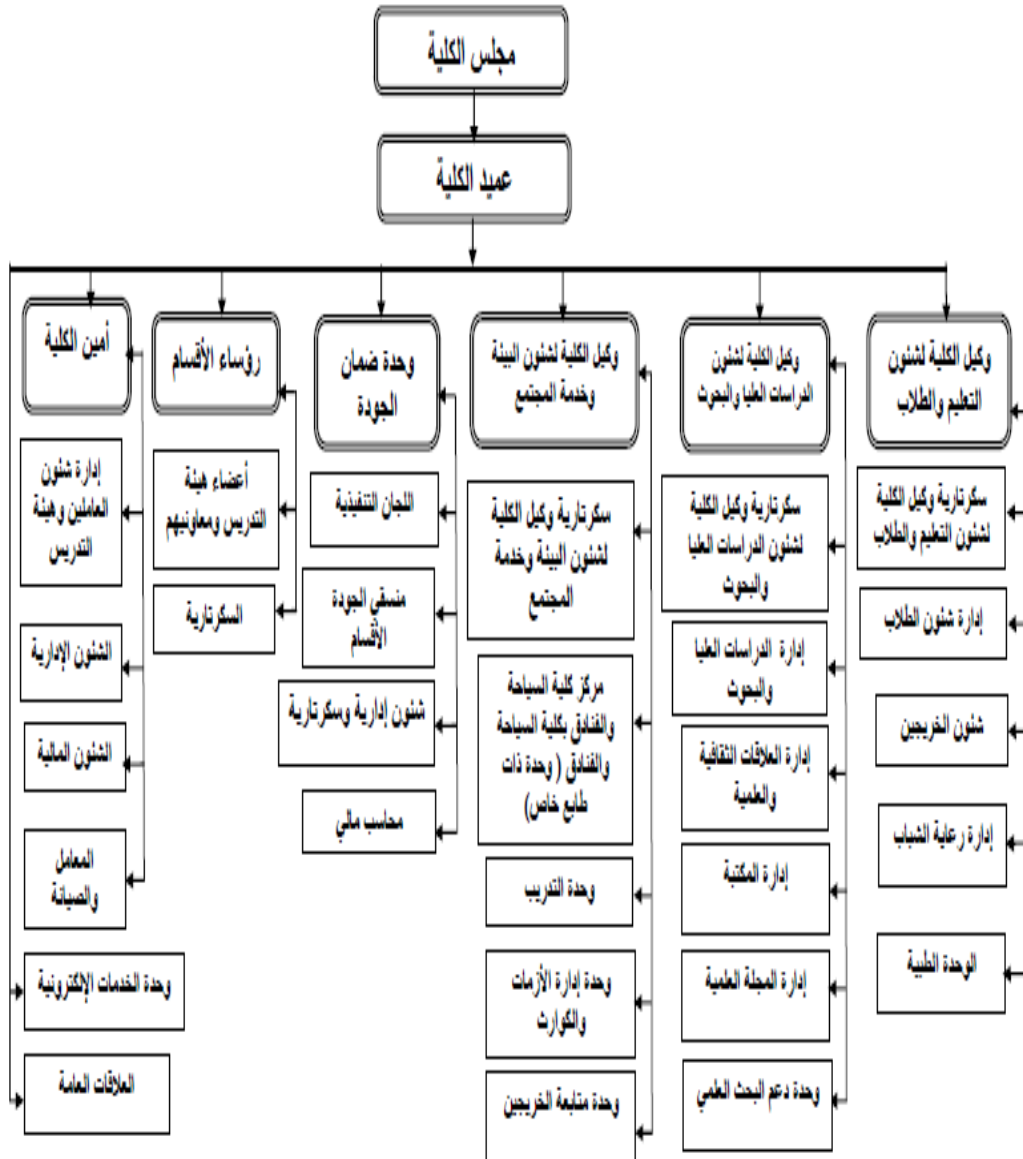 مجلس الكلية
عميد الكلية
وكيل الكلية لشئون
التعليم والطلاب
سكرتارية وكيل الكلية
لشئون التعليم والطلاب
إدارة شئون الطلاب
شئون الخريجين
إدارة رعاية الشباب
الوحدة الطبية
وكيل الكلية لشئون
الدراسات العليا والبحوث
سكرتارية وكيل الكلية
لشئون الدراسات العليا
والبحوث
إدارة الدراسات العليا
والبحوث
إدارة العلاقات الثقافية
والعلمية
إدارة المكتبة
إدارة المجلة العلمية
وحدة دعم البحث العلمي
وكيل الكلية لشئون البيئة
وخدمة المجتمع
سكرتارية وكيل الكلية
لشئون البيئة وخدمة
المجتمع
مركز كلية السياحة
والفنادق بكلية السياحة
والفنادق ( وحدة ذات
طابع خاص)
وحدة التدريب
وحدة إدارة الأزمات
والكوارث
وحدة متابعة الخريجين
وحدة ضمان
الجودة
اللجان التنفيذية
منسقي الجودة
الأقسام
شئون إدارية وسكرتارية
محاسب مالي
رؤساء الأقسام
أعضاء هيئة
التدريس ومعاونيهم
السكرتارية
أمين الكلية
إدارة شئون
العاملين وهيئة
التدريس
الشئون الإدارية
الشئون المالية
المعامل
والصيانة
وحدة الخدمات الإلكترونية
العلاقات العامة